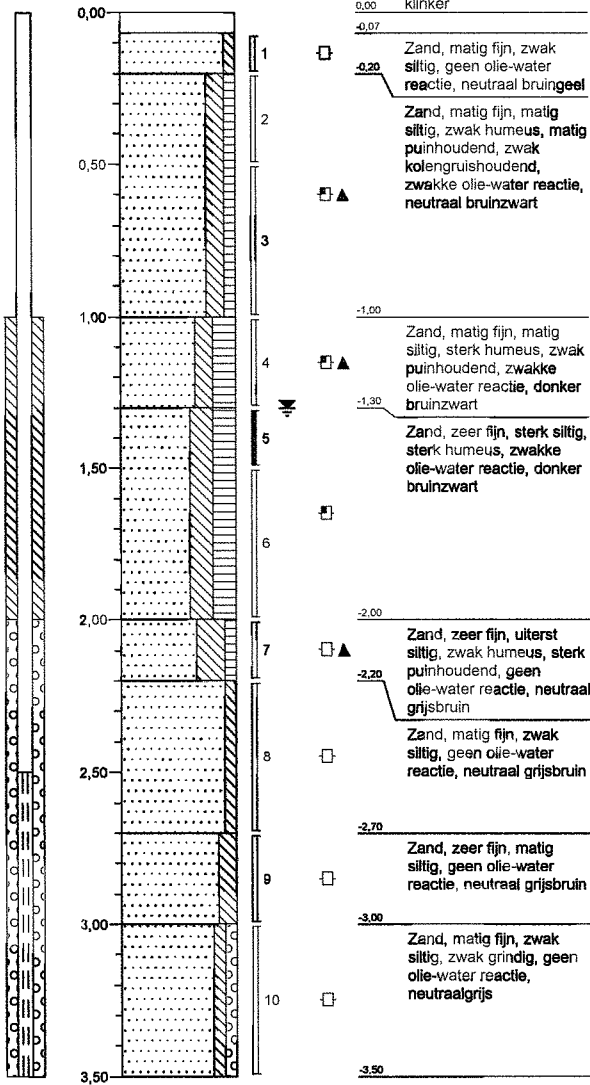 0,00
0,50
1,00
1,50
2,00
2,50
3,00
3,50
1
2
3
4
5
6
7
8
9
10
0,00
klinker
-0,07
Zand, matig fijn, zwak
siltig, geen olie-water
reactie, neutraal bruingeel
-0,20
Zand, matig fijn, matig
siltig, zwak humeus, matig
puinhoudend, zwak
kolengruishoudend,
zwakke olie-water reactie,
neutraal bruinzwart
-1,00
Zand, matig fijn, matig
siltig, sterk humeus, zwak
puinhoudend, zwakke
olie-water reactie, donker
bruinzwart
-1,30
Zand, zeer fijn, sterk siltig,
sterk humeus, zwakke
olie-water reactie, donker
bruinzwart
-2,00
Zand, zeer fijn, uiterst
siltig, zwak humeus, sterk
puinhoudend, geen
olie-water reactie, neutraal
grijsbruin
-2,20
Zand, matig fijn, zwak
siltig, geen olie-water
reactie, neutraal grijsbruin
-2,70
Zand, zeer fijn, matig
siltig, geen olie-water
reactie, neutraal grijsbruin
-3,00
Zand, matig fijn, zwak
siltig, zwak grindig, geen
olie-water reactie,
neutraalgrijs
-3,50